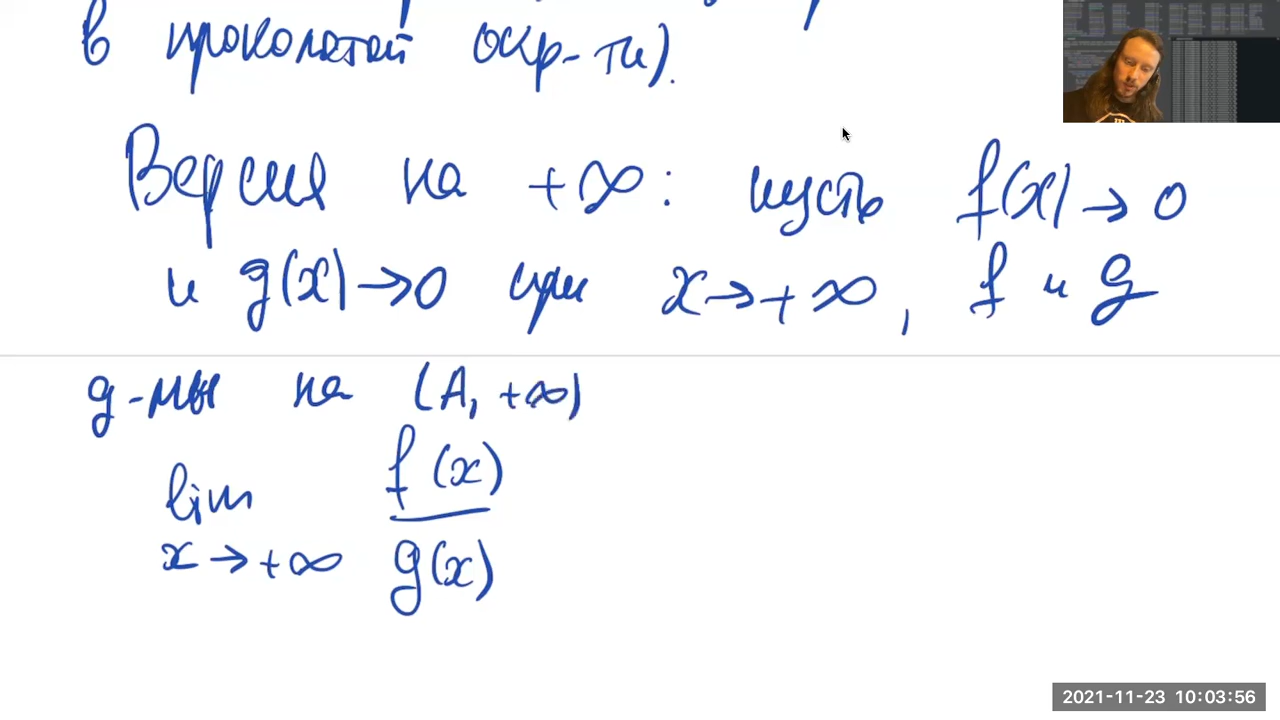 в проколотой окр-ти).
Версия на +∞: пусть f(x) → 0
и g(x) → 0 при x → +∞, f и g
д-мы на (A, +∞)
lim f(x)
x → +∞ g(x)
2021-11-23 10:03:56